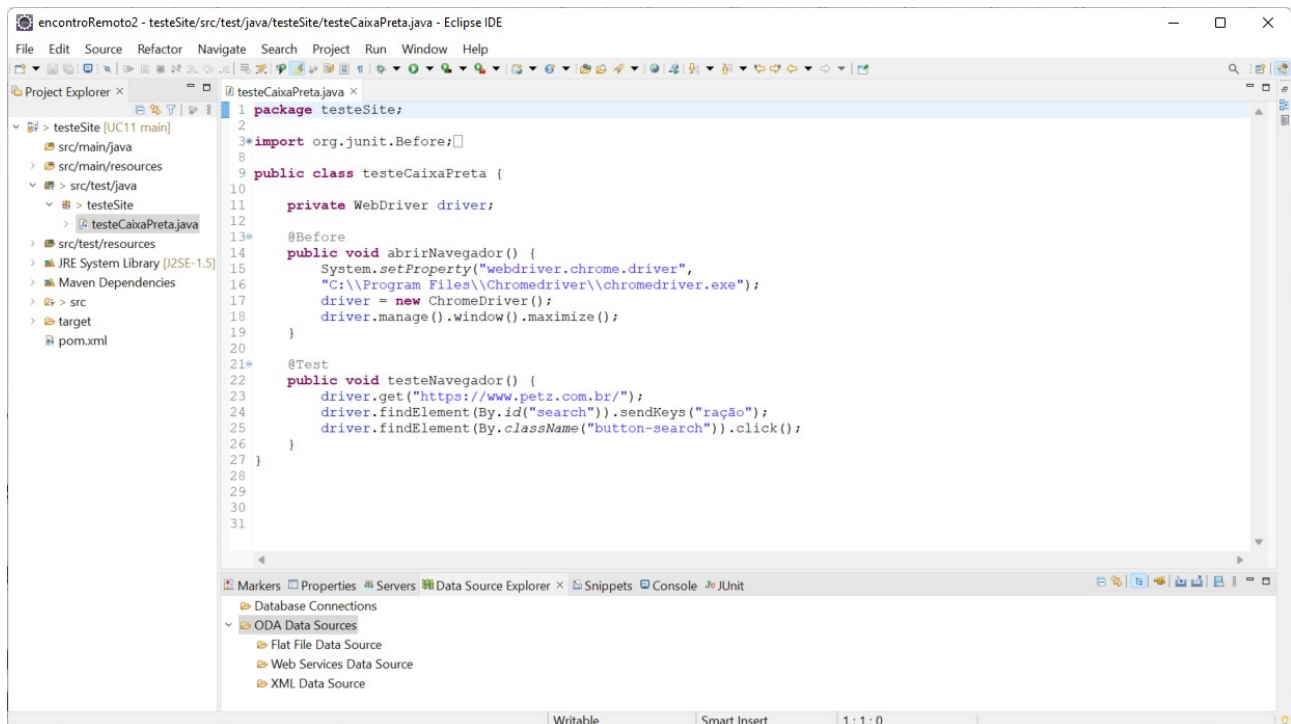 encontroRemoto2 - testeSite/src/test/java/testeSite/testeCaixaPreta.java - Eclipse IDE
File Edit Source Refactor Navigate Search Project Run Window Help
Project Explorer
testeSite [UC11 main]
src/main/java
src/main/resources
> src/test/java
> testeSite
testeCaixaPreta.java
src/test/resources
JRE System Library [J2SE-1.5]
Maven Dependencies
> src
target
pom.xml
testeCaixaPreta.java
1 package testeSite;
2
3 import org.junit.Before;
8
9 public class testeCaixaPreta {
10
11 private WebDriver driver;
12
13 @Before
14 public void abrirNavegador() {
15 System.setProperty("webdriver.chrome.driver",
16 "C:\\Program Files\\Chromedriver\\chromedriver.exe");
17 driver = new ChromeDriver();
18 driver.manage().window().maximize();
19 }
20
21 @Test
22 public void testeNavegador() {
23 driver.get("https://www.petz.com.br/");
24 driver.findElement(By.id("search")).sendKeys("ração");
25 driver.findElement(By.className("button-search")).click();
26 }
27 }
28
29
30
31
Markers Properties Servers Data Source Explorer Snippets Console JUnit
Database Connections
ODA Data Sources
Flat File Data Source
Web Services Data Source
XML Data Source
Writable Smart Insert 1 : 1 : 0